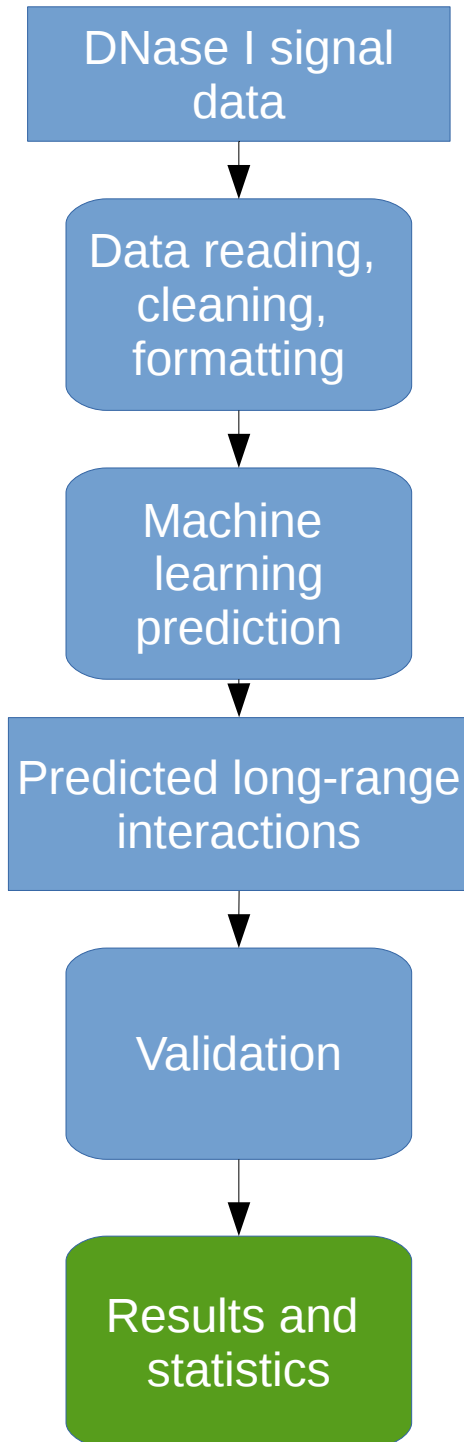 DNase I signal
data
Data reading,
cleaning,
formatting
Machine
learning
prediction
Predicted long-range
interactions
Validation
Results and
statistics